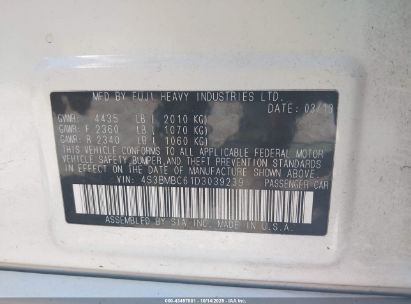 MFD BY FUJI HEAVY INDUSTRIES LTD.
DATE: 03/13
GVWR: 4435 LB ( 2010 KG)
GAWR: F 2360 LB ( 1070 KG)
GAWR: R 2340 LB ( 1060 KG)
THIS VEHICLE CONFORMS TO ALL APPLICABLE FEDERAL MOTOR
VEHICLE SAFETY, BUMPER, AND THEFT PREVENTION STANDARDS
IN EFFECT ON THE DATE OF MANUFACTURE SHOWN ABOVE.
VIN: 4S3BMBC61D3039239 PASSENGER CAR
ASSEMBLED BY SIA INC. MADE IN U.S.A.